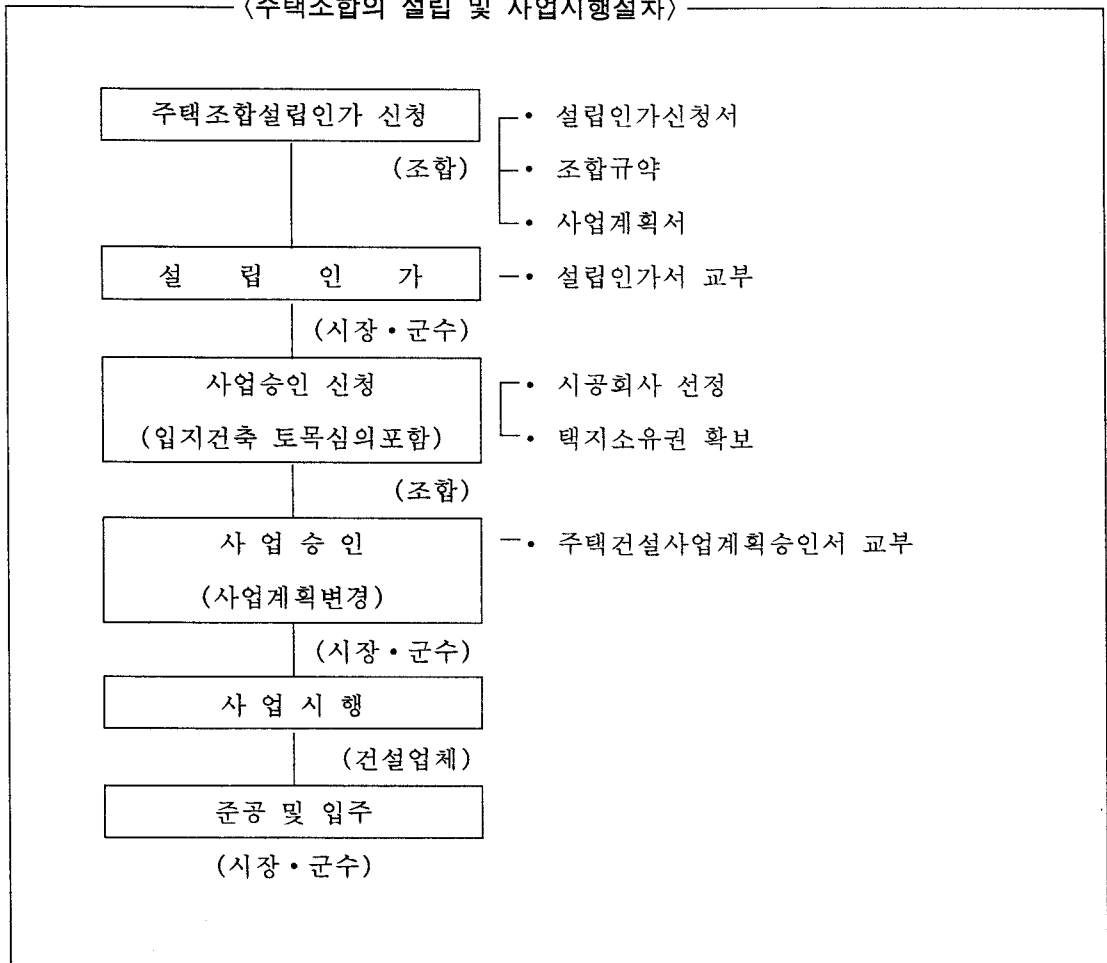 〈주택조합의 설립 및 사업시행절차〉
주택조합설립인가 신청
• 설립인가신청서
(조합)
• 조합규약
• 사업계획서
설 립 인 가
• 설립인가서 교부
(시장•군수)
사업승인 신청
• 시공회사 선정
(입지건축 토목심의포함)
• 택지소유권 확보
(조합)
사 업 승 인
• 주택건설사업계획승인서 교부
(사업계획변경)
(시장•군수)
사 업 시 행
(건설업체)
준공 및 입주
(시장•군수)